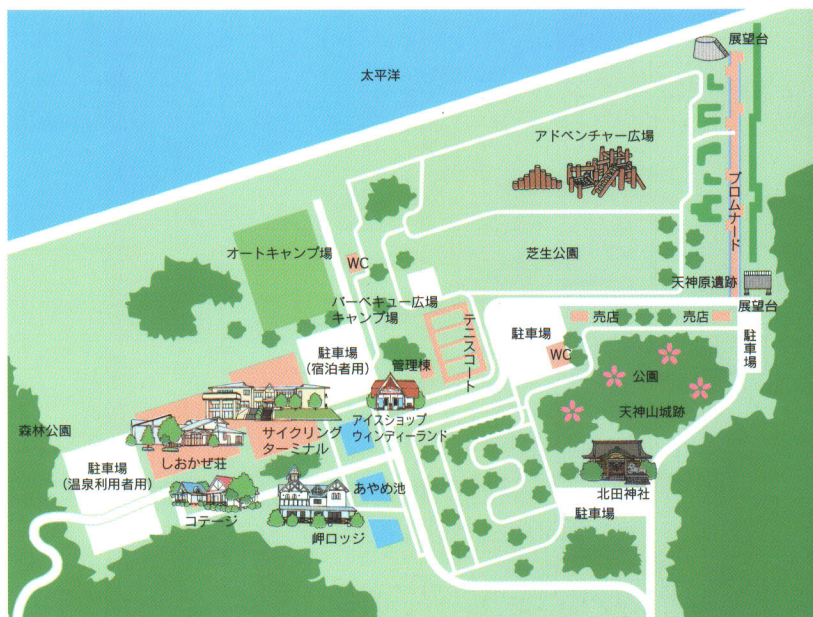 展望台
太平洋
アドベンチャー広場
プロムナード
オートキャンプ場
WC
芝生公園
天神原遺跡
展望台
バーベキュー広場
キャンプ場
テニスコート
駐車場
売店
売店
駐車場
駐車場
(宿泊者用)
管理棟
WC
公園
天神山城跡
アイスショップ
ウィンディーランド
森林公園
サイクリング
ターミナル
しおかぜ荘
駐車場
(温泉利用者用)
あやめ池
北田神社
駐車場
コテージ
岬ロッジ